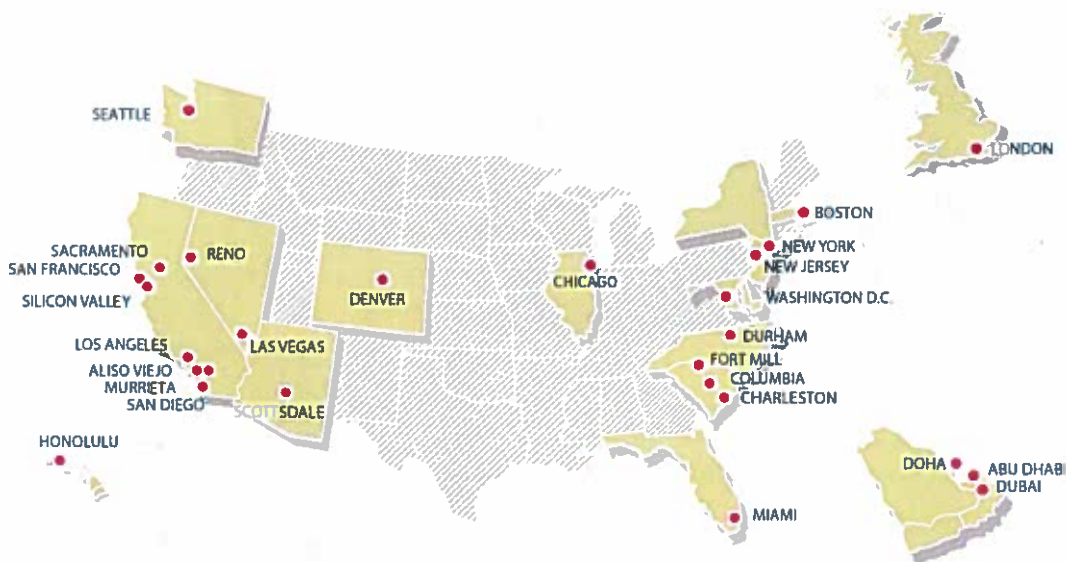 SEATTLE
LONDON
BOSTON
SACRAMENTO
RENO
NEW YORK
SAN FRANCISCO
CHICAGO
NEW JERSEY
SILICON VALLEY
DENVER
WASHINGTON D.C.
LOS ANGELES
LAS VEGAS
DURHAM
ALISO VIEJO
FORT MILL
MURRIETA
COLUMBIA
SAN DIEGO
SCOTTSDALE
CHARLESTON
HONOLULU
DOHA
ABU DHABI
DUBAI
MIAMI